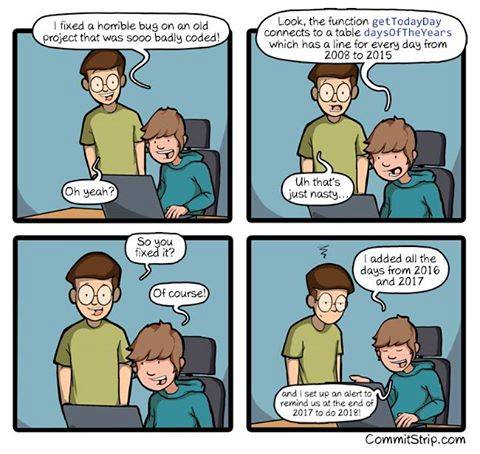 I fixed a horrible bug on an old
project that was sooo badly coded!
Oh yeah?
Look, the function getTodayDay
connects to a table daysOfTheYears
which has a line for every day from
2008 to 2015
Uh that's
just nasty...
So you
fixed it?
Of course!
I added all the
days from 2016
and 2017
and I set up an alert to
remind us at the end of
2017 to do 2018!
CommitStrip.com